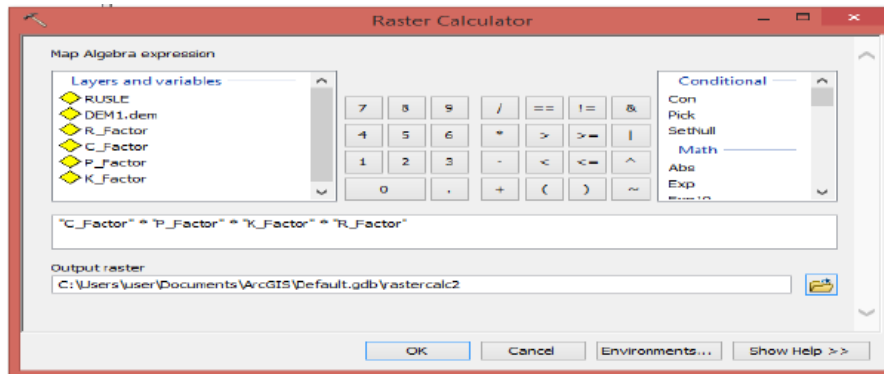 Raster Calculator
Map Algebra expression
Layers and variables
RUSLE
DEM1.dem
R_Factor
C_Factor
P_Factor
K_Factor
7 8 9 / == != &
4 5 6 * > >= |
1 2 3 - < <= ^
0 . + ( ) ~
Conditional
Con
Pick
SetNull
Math
Abs
Exp
"C_Factor" * "P_Factor" * "K_Factor" * "R_Factor"
Output raster
C:\Users\user\Documents\ArcGIS\Default.gdb\rastercalc2
OK
Cancel
Environments...
Show Help >>